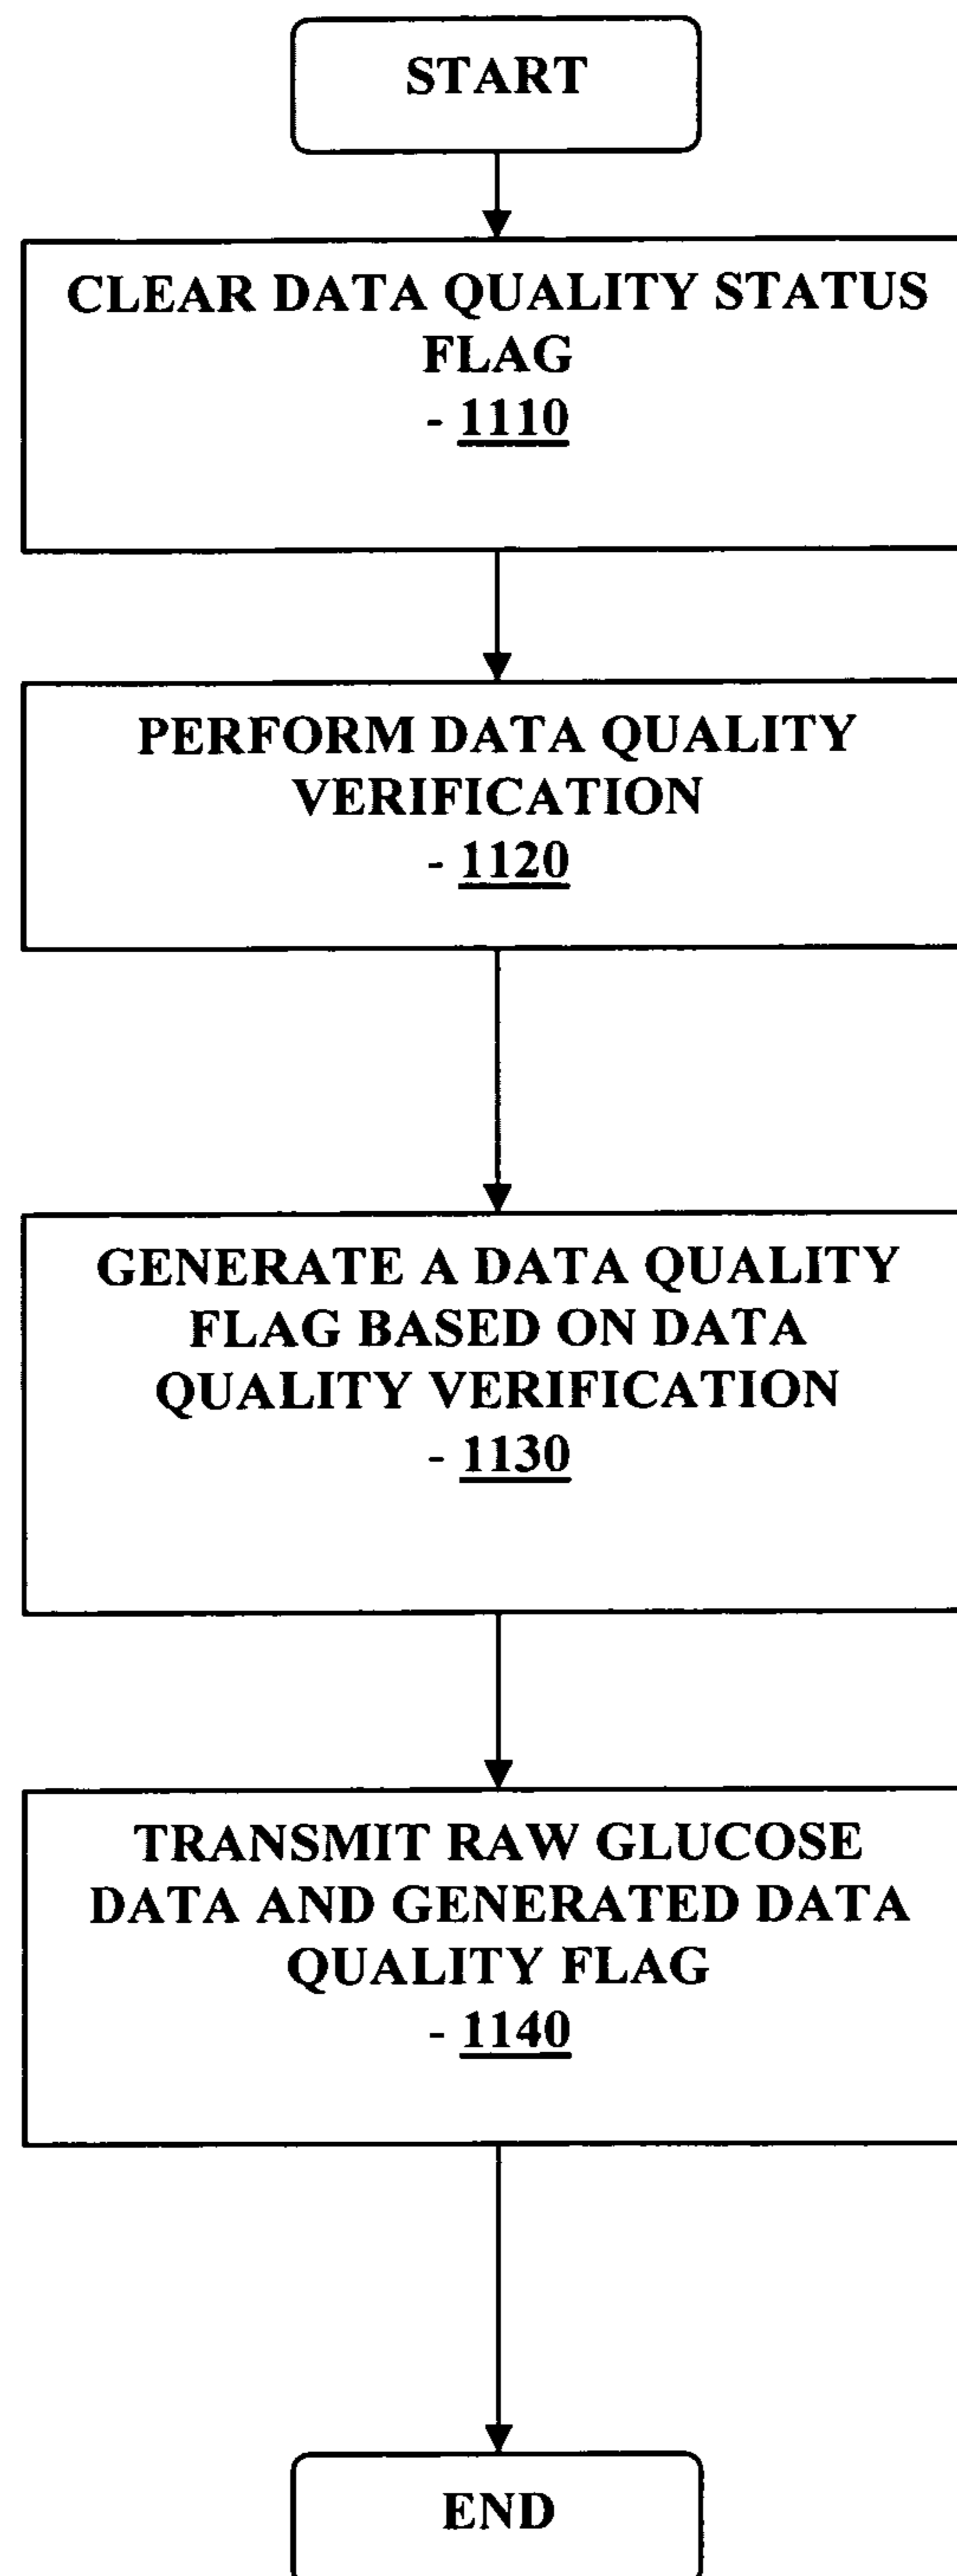 START
CLEAR DATA QUALITY STATUS
FLAG
- 1110
PERFORM DATA QUALITY
VERIFICATION
- 1120
GENERATE A DATA QUALITY
FLAG BASED ON DATA
QUALITY VERIFICATION
- 1130
TRANSMIT RAW GLUCOSE
DATA AND GENERATED DATA
QUALITY FLAG
- 1140
END